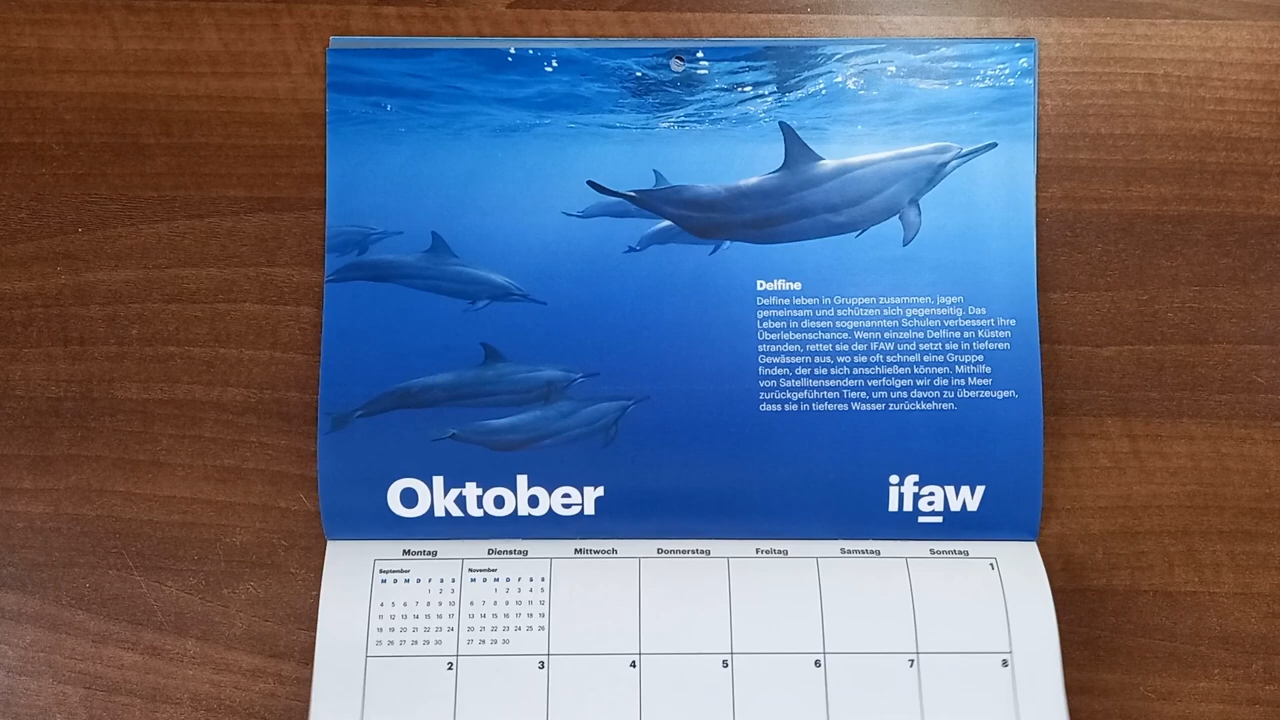 Delfine
Delfine leben in Gruppen zusammen, jagen
gemeinsam und schützen sich gegenseitig. Das
Leben in diesen sogenannten Schulen verbessert ihre
Überlebenschance. Wenn einzelne Delfine an Küsten
stranden, rettet sie der IFAW und setzt sie in tieferen
Gewässern aus, wo sie oft schnell eine Gruppe
finden, der sie sich anschließen können. Mithilfe
von Satellitensendern verfolgen wir die ins Meer
zurückgeführten Tiere, um uns davon zu überzeugen,
dass sie in tieferes Wasser zurückkehren.
Oktober
ifaw
Montag Dienstag Mittwoch Donnerstag Freitag Samstag Sonntag
September
M D M D F S S
1 2 3
4 5 6 7 8 9 10
11 12 13 14 15 16 17
18 19 20 21 22 23 24
25 26 27 28 29 30
November
M D M D F S S
1 2 3 4 5
6 7 8 9 10 11 12
13 14 15 16 17 18 19
20 21 22 23 24 25 26
27 28 29 30
1
2 3 4 5 6 7 8